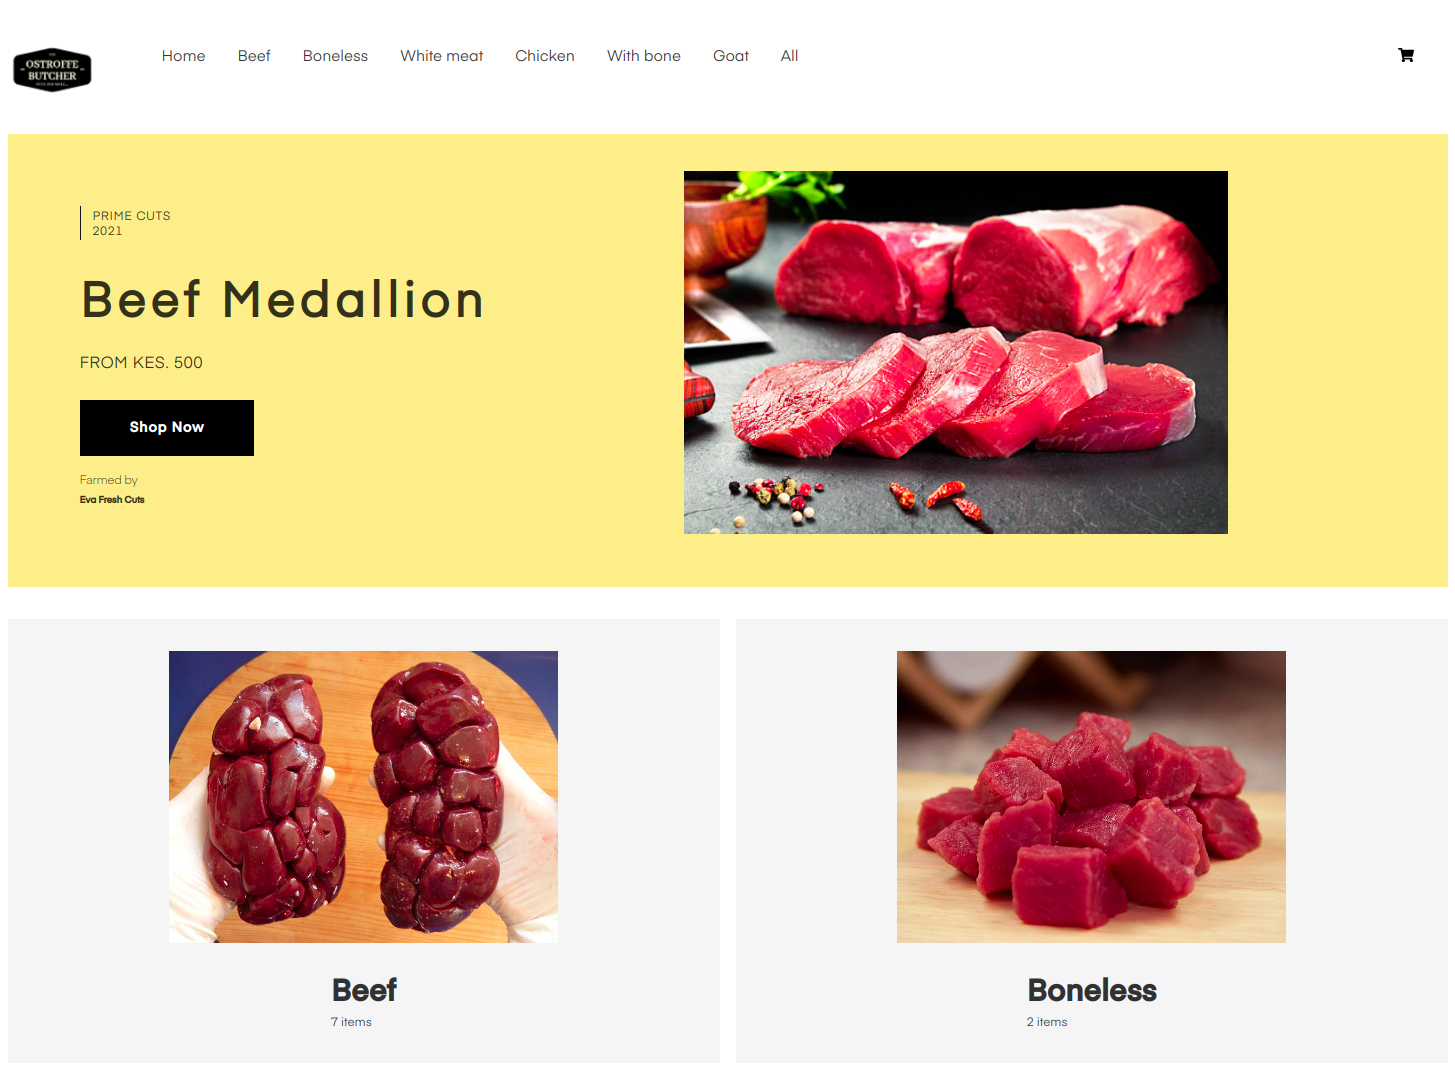 OSTROFFE
BUTCHER
Home
Beef
Boneless
White meat
Chicken
With bone
Goat
All
PRIME CUTS
2021
Beef Medallion
FROM KES. 500
Shop Now
Farmed by
Eva Fresh Cuts
Beef
7 items
Boneless
2 items